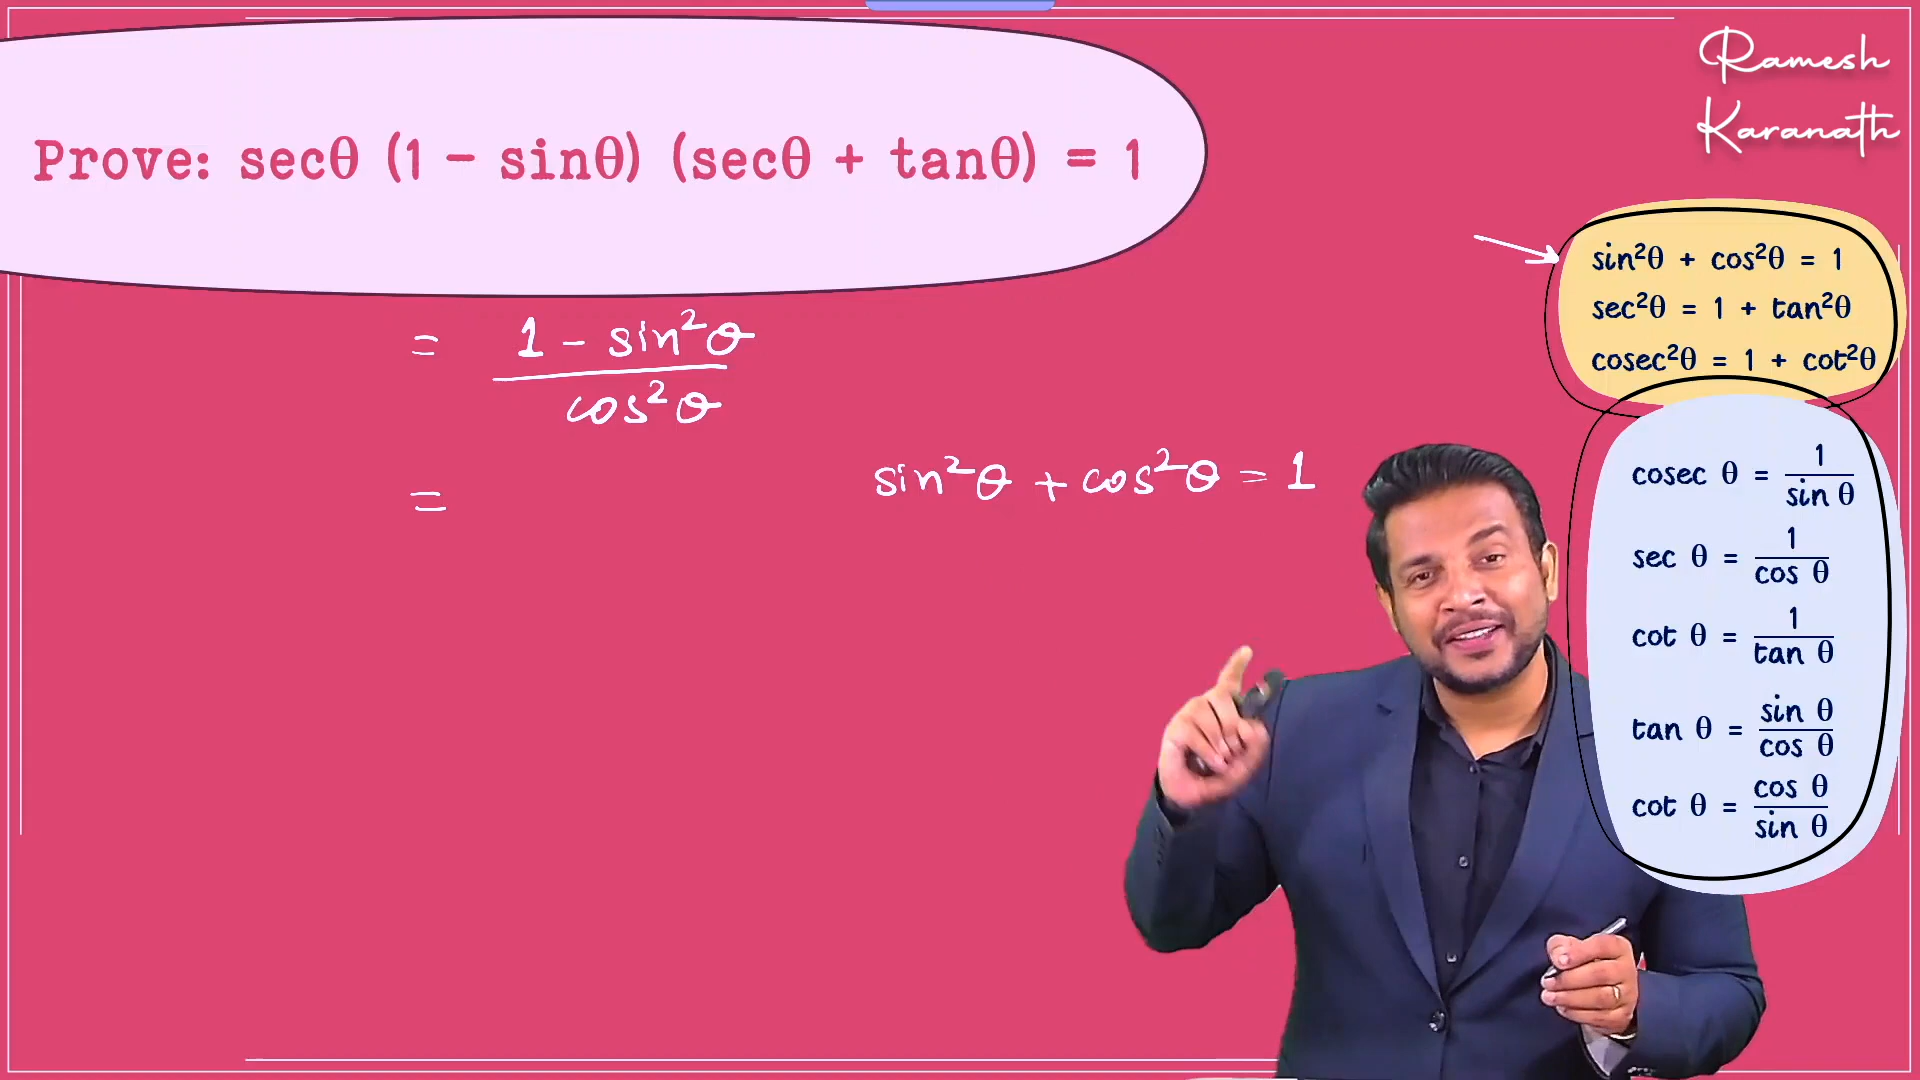 Ramesh
Karanath
Prove: secθ (1 - sinθ) (secθ + tanθ) = 1
sin²θ + cos²θ = 1
sec²θ = 1 + tan²θ
cosec²θ = 1 + cot²θ
= 1 - sin²θ
cos²θ
=
sin²θ + cos²θ = 1
cosec θ = 1
sin θ
sec θ = 1
cos θ
cot θ = 1
tan θ
tan θ = sin θ
cos θ
cot θ = cos θ
sin θ